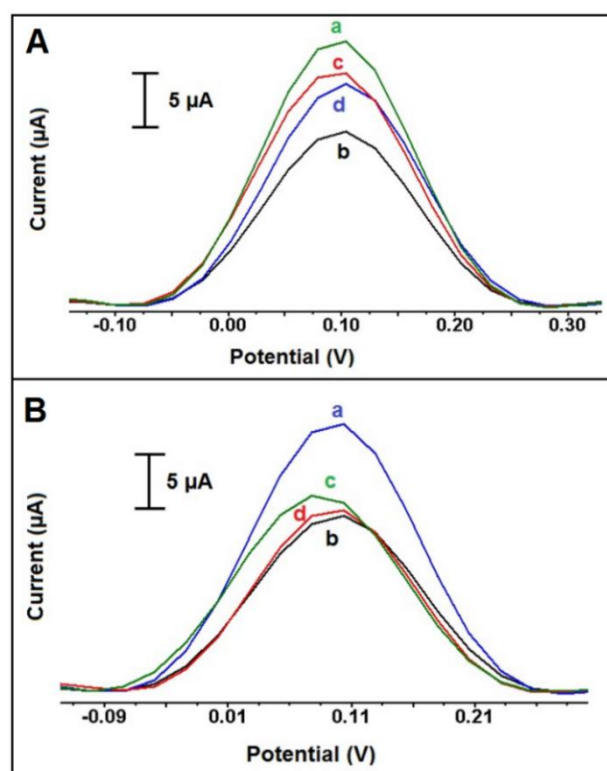 A
a
c
d
b
5 µA
Current (µA)
-0.10 0.00 0.10 0.20 0.30
Potential (V)
B
a
c
d
b
5 µA
Current (µA)
-0.09 0.01 0.11 0.21
Potential (V)